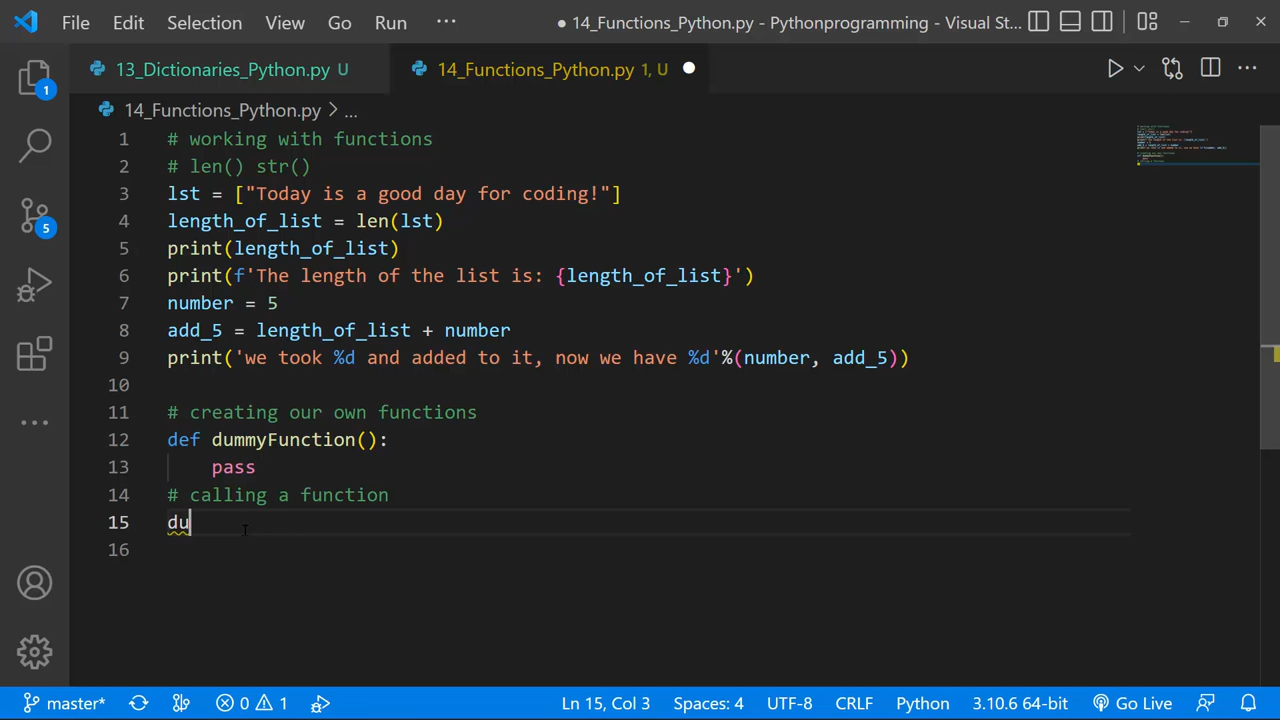 File Edit Selection View Go Run ··· ● 14_Functions_Python.py - Pythonprogramming - Visual St...
13_Dictionaries_Python.py U 14_Functions_Python.py 1, U
14_Functions_Python.py > ...
1 # working with functions
2 # len() str()
3 lst = ["Today is a good day for coding!"]
4 length_of_list = len(lst)
5 print(length_of_list)
6 print(f'The length of the list is: {length_of_list}')
7 number = 5
8 add_5 = length_of_list + number
9 print('we took %d and added to it, now we have %d'%(number, add_5))
10
11 # creating our own functions
12 def dummyFunction():
13     pass
14 # calling a function
15 du
16
1
5
master* 0 1 Ln 15, Col 3 Spaces: 4 UTF-8 CRLF Python 3.10.6 64-bit Go Live